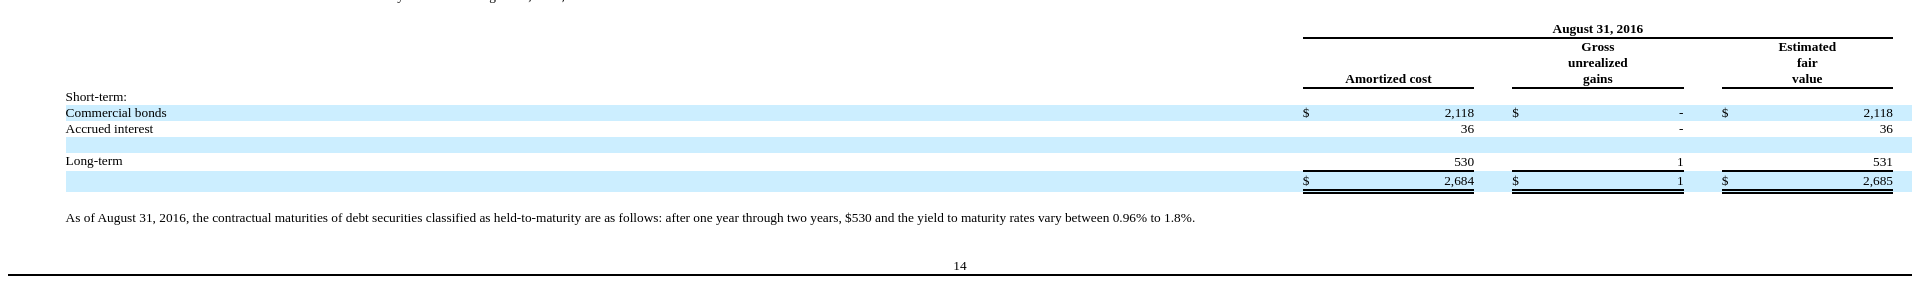 August 31, 2016
Gross
unrealized
gains
Estimated
fair
value
Amortized cost
Short-term:
Commercial bonds $ 2,118 $ - $ 2,118
Accrued interest 36 - 36
Long-term 530 1 531
$ 2,684 $ 1 $ 2,685
As of August 31, 2016, the contractual maturities of debt securities classified as held-to-maturity are as follows: after one year through two years, $530 and the yield to maturity rates vary between 0.96% to 1.8%.
14